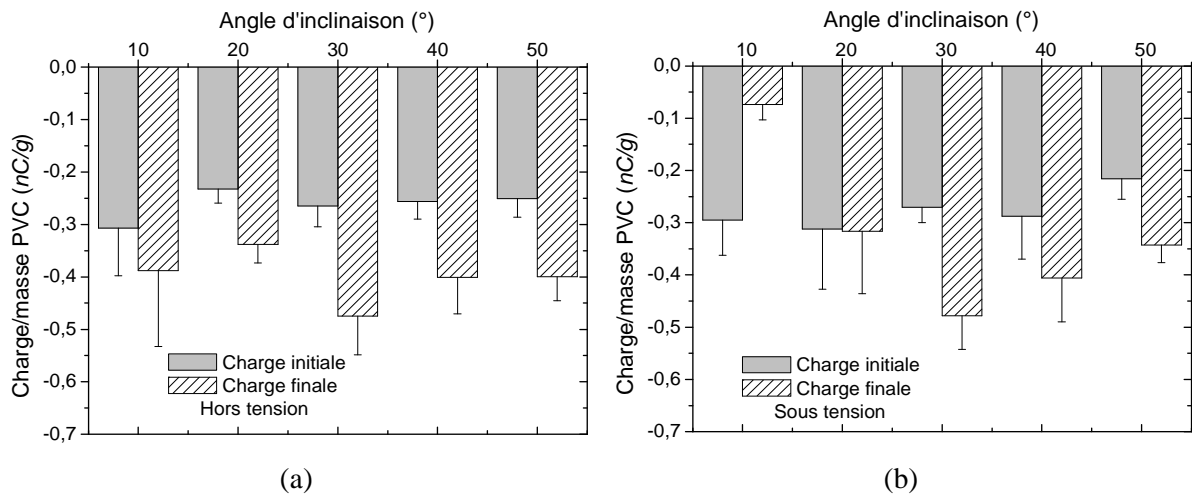 Angle d'inclinaison (°)
10 20 30 40 50
0,0
-0,1
-0,2
-0,3
-0,4
-0,5
-0,6
-0,7
Charge/masse PVC (nC/g)
Charge initiale
Charge finale
Hors tension
(a)
Angle d'inclinaison (°)
10 20 30 40 50
0,0
-0,1
-0,2
-0,3
-0,4
-0,5
-0,6
-0,7
Charge/masse PVC (nC/g)
Charge initiale
Charge finale
Sous tension
(b)